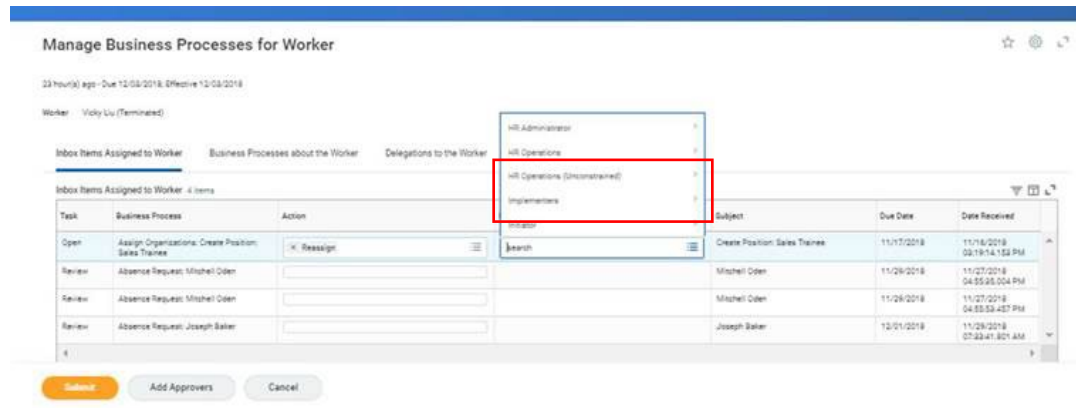 Manage Business Processes for Worker
23 hour(s) ago - Due 12/03/2018; Effective 12/03/2018
Worker Vicky Liu (Terminated)
HR Administrator
Inbox Items Assigned to Worker Business Processes about the Worker Delegations to the Worker HR Operations
HR Operations (Unconstrained)
Inbox Items Assigned to Worker 4 items
Implementers
Initiator
Task Business Process Action Subject Due Date Date Received
Open Assign Organizations: Create Position: Sales Trainee Reassign search Create Position: Sales Trainee 11/17/2018 11/16/2018 03:19:14.153 PM
Review Absence Request: Mitchell Oden Mitchell Oden 11/29/2018 11/27/2018 04:55:35.004 PM
Review Absence Request: Mitchell Oden Mitchell Oden 11/29/2018 11/27/2018 04:55:53.457 PM
Review Absence Request: Joseph Baker Joseph Baker 12/01/2018 11/29/2018 07:33:41.301 AM
Submit Add Approvers Cancel